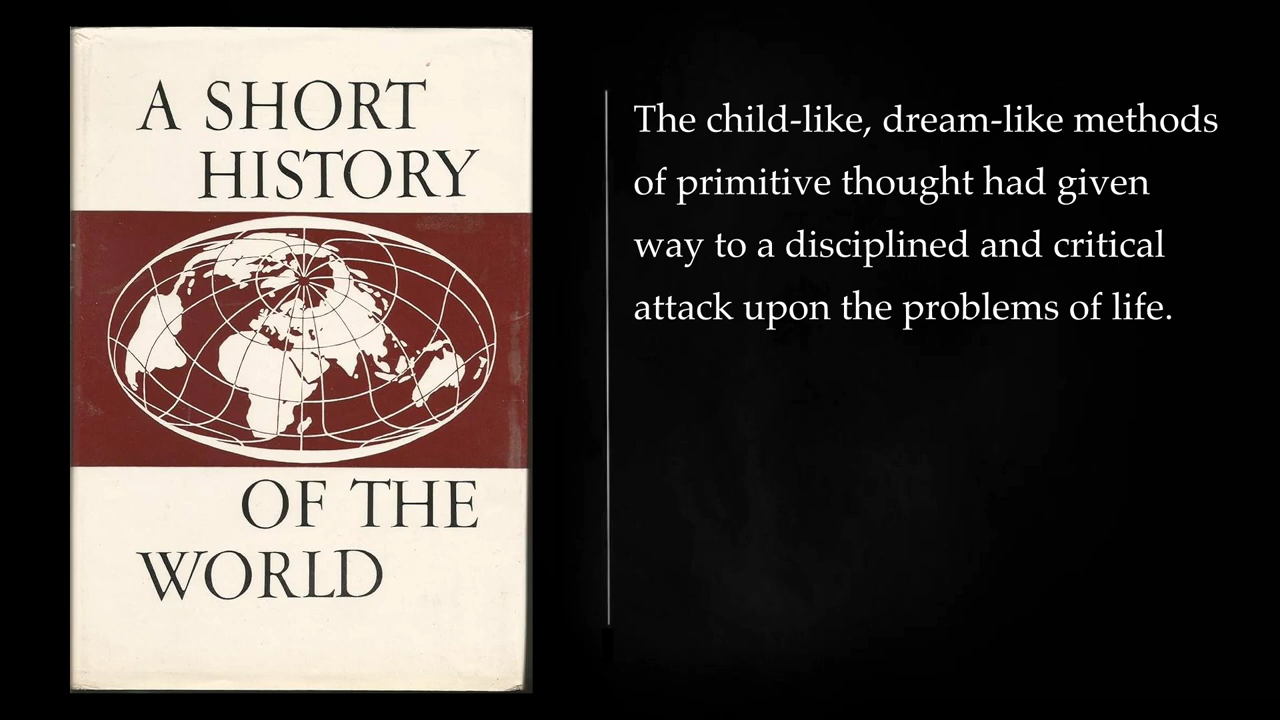 A SHORT
HISTORY
OF THE
WORLD
The child-like, dream-like methods
of primitive thought had given
way to a disciplined and critical
attack upon the problems of life.